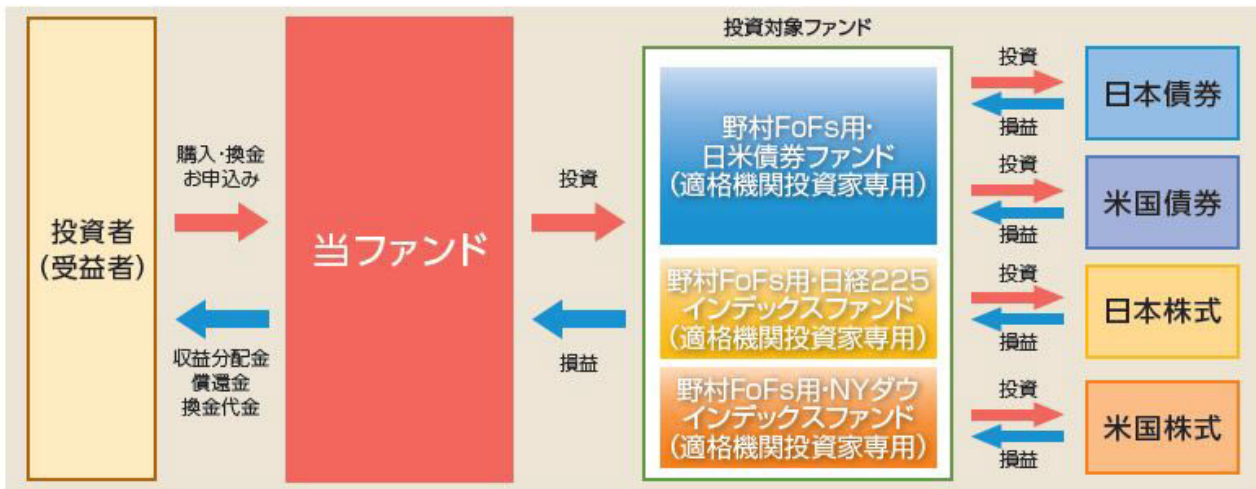 投資者
（受益者）
購入・換金
お申込み
収益分配金
償還金
換金代金
当ファンド
投資
損益
投資対象ファンド
野村FoFs用・
日米債券ファンド
（適格機関投資家専用）
野村FoFs用・日経225
インデックスファンド
（適格機関投資家専用）
野村FoFs用・NYダウ
インデックスファンド
（適格機関投資家専用）
投資
損益
日本債券
投資
損益
米国債券
投資
損益
日本株式
投資
損益
米国株式